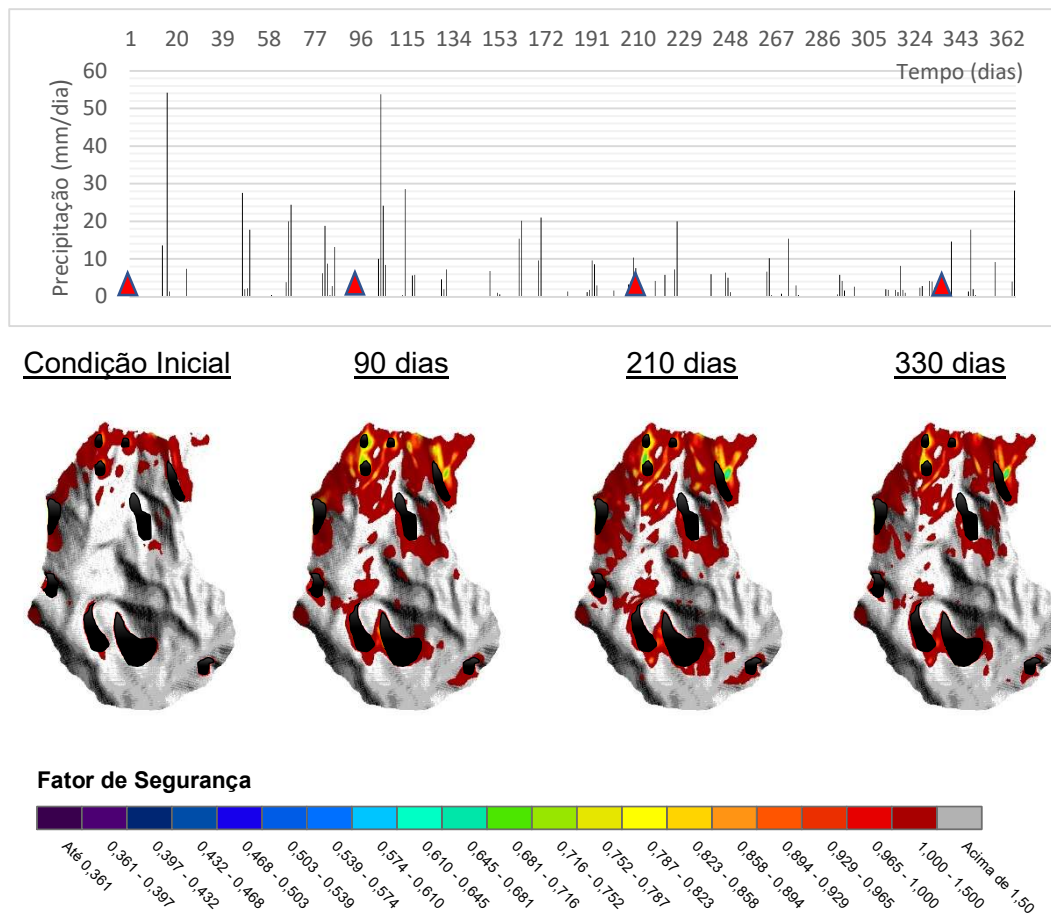 1 20 39 58 77 96 115 134 153 172 191 210 229 248 267 286 305 324 343 362
Tempo (dias)
Precipitação (mm/dia)
60
50
40
30
20
10
0
Condição Inicial 90 dias 210 dias 330 dias
Fator de Segurança
Até 0,361
0,361 - 0,397
0,397 - 0,432
0,432 - 0,468
0,468 - 0,503
0,503 - 0,539
0,539 - 0,574
0,574 - 0,610
0,610 - 0,645
0,645 - 0,681
0,681 - 0,716
0,716 - 0,752
0,752 - 0,787
0,787 - 0,823
0,823 - 0,858
0,858 - 0,894
0,894 - 0,929
0,929 - 0,965
0,965 - 1,000
1,000 - 1,500
Acima de 1,50